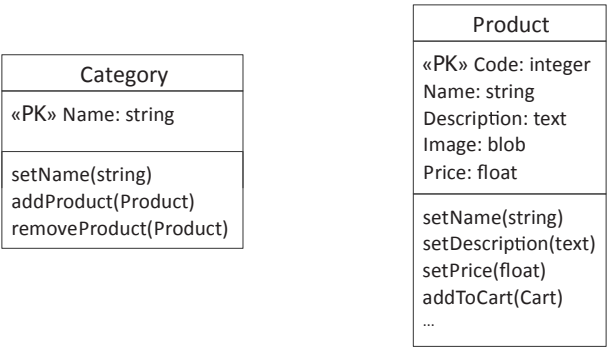 Category
«PK» Name: string
setName(string)
addProduct(Product)
removeProduct(Product)
Product
«PK» Code: integer
Name: string
Description: text
Image: blob
Price: float
setName(string)
setDescription(text)
setPrice(float)
addToCart(Cart)
...